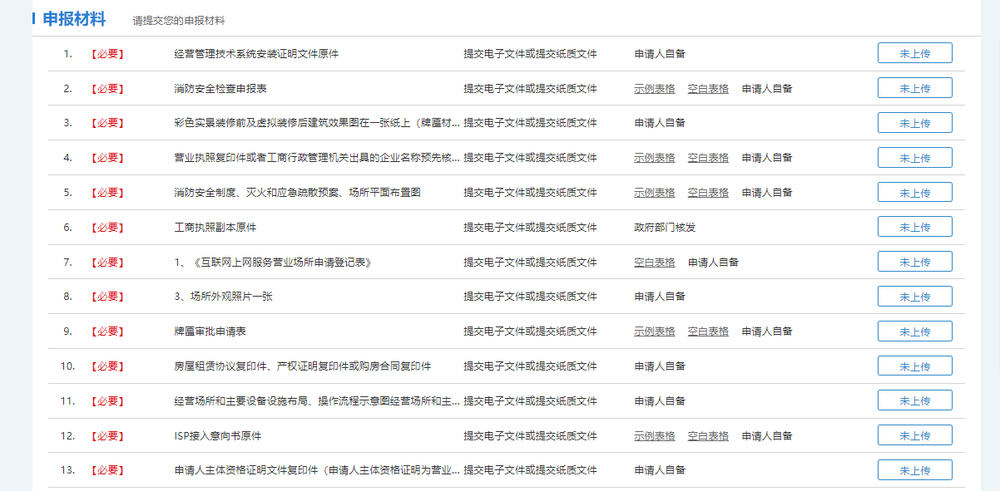 申报材料 请提交您的申报材料
1. 【必要】 经营管理技术系统安装证明文件原件 提交电子文件或提交纸质文件 申请人自备 未上传
2. 【必要】 消防安全检查申报表 提交电子文件或提交纸质文件 示例表格 空白表格 申请人自备 未上传
3. 【必要】 彩色实景装修前及虚拟装修后建筑效果图在一张纸上（牌匾材... 提交电子文件或提交纸质文件 申请人自备 未上传
4. 【必要】 营业执照复印件或者工商行政管理机关出具的企业名称预先核... 提交电子文件或提交纸质文件 示例表格 空白表格 申请人自备 未上传
5. 【必要】 消防安全制度、灭火和应急疏散预案、场所平面布置图 提交电子文件或提交纸质文件 示例表格 空白表格 申请人自备 未上传
6. 【必要】 工商执照副本原件 提交电子文件或提交纸质文件 政府部门核发 未上传
7. 【必要】 1、《互联网上网服务营业场所申请登记表》 提交电子文件或提交纸质文件 空白表格 申请人自备 未上传
8. 【必要】 3、场所外观照片一张 提交电子文件或提交纸质文件 申请人自备 未上传
9. 【必要】 牌匾审批申请表 提交电子文件或提交纸质文件 示例表格 空白表格 申请人自备 未上传
10. 【必要】 房屋租赁协议复印件、产权证明复印件或购房合同复印件 提交电子文件或提交纸质文件 申请人自备 未上传
11. 【必要】 经营场所和主要设备设施布局、操作流程示意图经营场所和主... 提交电子文件或提交纸质文件 申请人自备 未上传
12. 【必要】 ISP接入意向书原件 提交电子文件或提交纸质文件 示例表格 空白表格 申请人自备 未上传
13. 【必要】 申请人主体资格证明文件复印件（申请人主体资格证明为营业... 提交电子文件或提交纸质文件 申请人自备 未上传